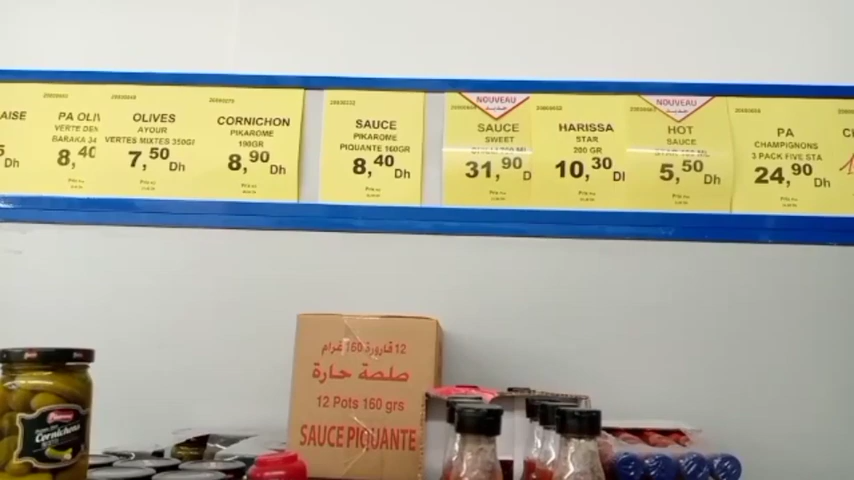 AISE
Dh
PA OLIV
VERTE DEN
BARAKA 34
8,40
OLIVES
AYOUR
VERTES MIXTES 350G
7,50 Dh
CORNICHON
PIKAROME
190GR
8,90 Dh
SAUCE
PIKAROME
PIQUANTE 160GR
8,40 Dh
NOUVEAU
SAUCE
SWEET
31,90 D
HARISSA
STAR
200 GR
10,30 D
NOUVEAU
HOT
SAUCE
5,50 Dh
PA
CHAMPIGNONS
3 PACK FIVE STA
24,90 Dh
12 قارورة 160 غرام
صلصة حارة
12 Pots 160 grs
SAUCE PIQUANTE
Cornichons